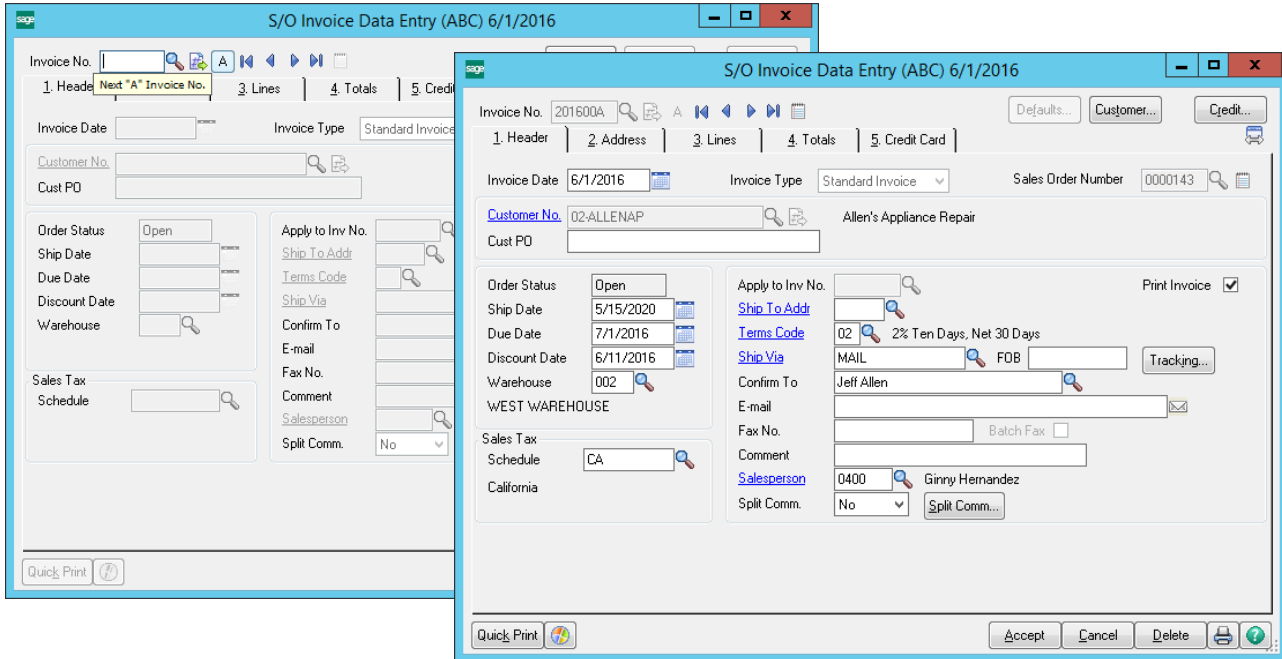 sage
S/O Invoice Data Entry (ABC) 6/1/2016
Invoice No.
A
Next "A" Invoice No.
1. Heade
3. Lines
4. Totals
5. Credi
Invoice Date
Invoice Type Standard Invoice
Customer No.
Cust PO
Order Status Open
Ship Date
Due Date
Discount Date
Warehouse
Apply to Inv No.
Ship To Addr
Terms Code
Ship Via
Confirm To
E-mail
Fax No.
Comment
Salesperson
Split Comm. No
Sales Tax
Schedule
Quick Print
sage
S/O Invoice Data Entry (ABC) 6/1/2016
Invoice No. 201600A A Defaults... Customer... Credit...
1. Header 2. Address 3. Lines 4. Totals 5. Credit Card
Invoice Date 6/1/2016 Invoice Type Standard Invoice Sales Order Number 0000143
Customer No. 02-ALLENAP Allen's Appliance Repair
Cust PO
Order Status Open
Ship Date 5/15/2020
Due Date 7/1/2016
Discount Date 6/11/2016
Warehouse 002
WEST WAREHOUSE
Apply to Inv No. Print Invoice
Ship To Addr
Terms Code 02 2% Ten Days, Net 30 Days
Ship Via MAIL FOB Tracking...
Confirm To Jeff Allen
E-mail
Fax No. Batch Fax
Comment
Salesperson 0400 Ginny Hernandez
Split Comm. No Split Comm...
Sales Tax
Schedule CA
California
Quick Print Accept Cancel Delete